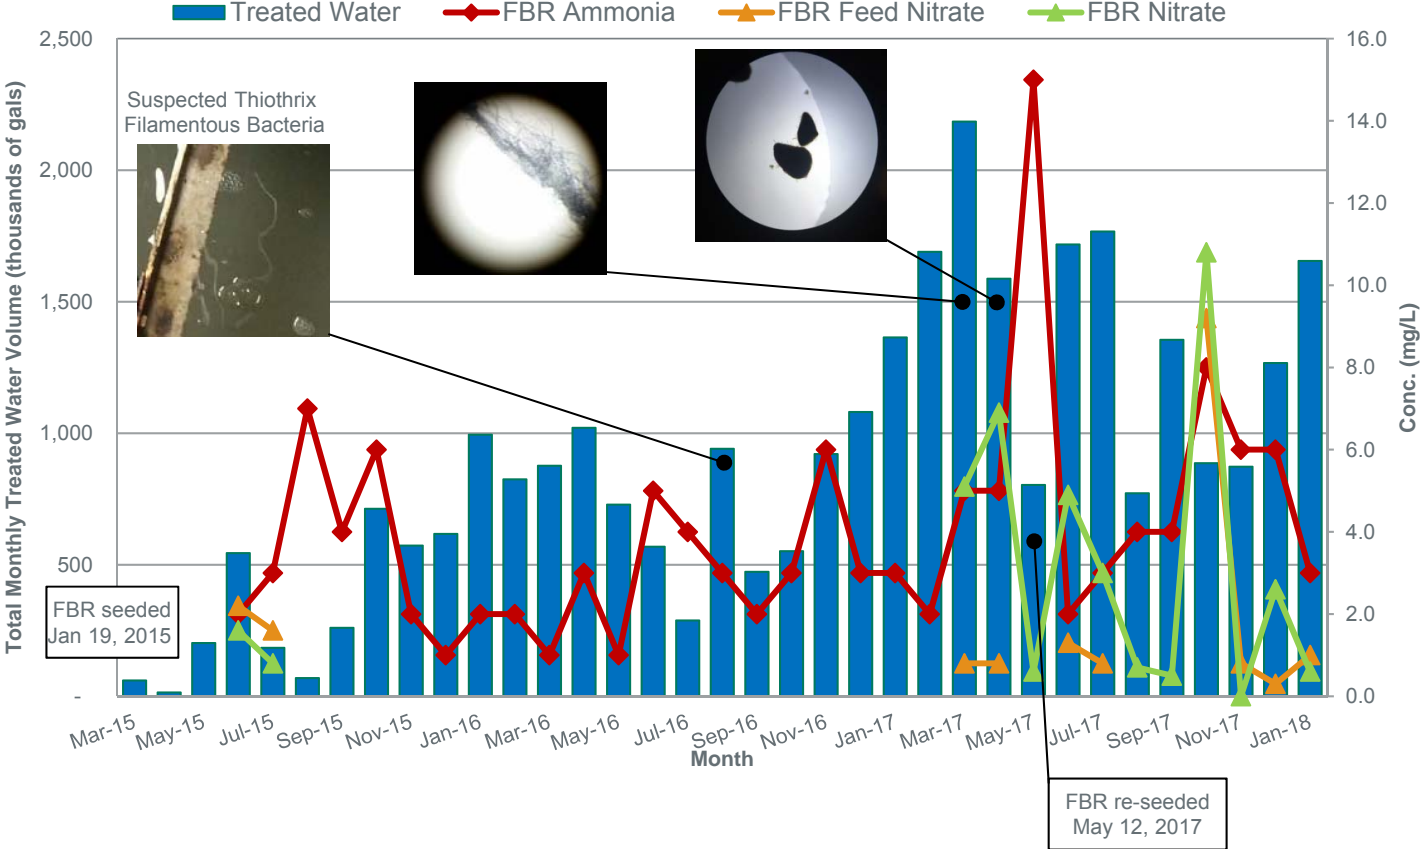 Treated Water
FBR Ammonia
FBR Feed Nitrate
FBR Nitrate
Total Monthly Treated Water Volume (thousands of gals)
2,500
2,000
1,500
1,000
500
-
Suspected Thiothrix
Filamentous Bacteria
FBR seeded
Jan 19, 2015
16.0
14.0
12.0
10.0
8.0
6.0
4.0
2.0
0.0
Conc. (mg/L)
Mar-15
May-15
Jul-15
Sep-15
Nov-15
Jan-16
Mar-16
May-16
Jul-16
Sep-16
Nov-16
Jan-17
Mar-17
May-17
Jul-17
Sep-17
Nov-17
Jan-18
Month
FBR re-seeded
May 12, 2017